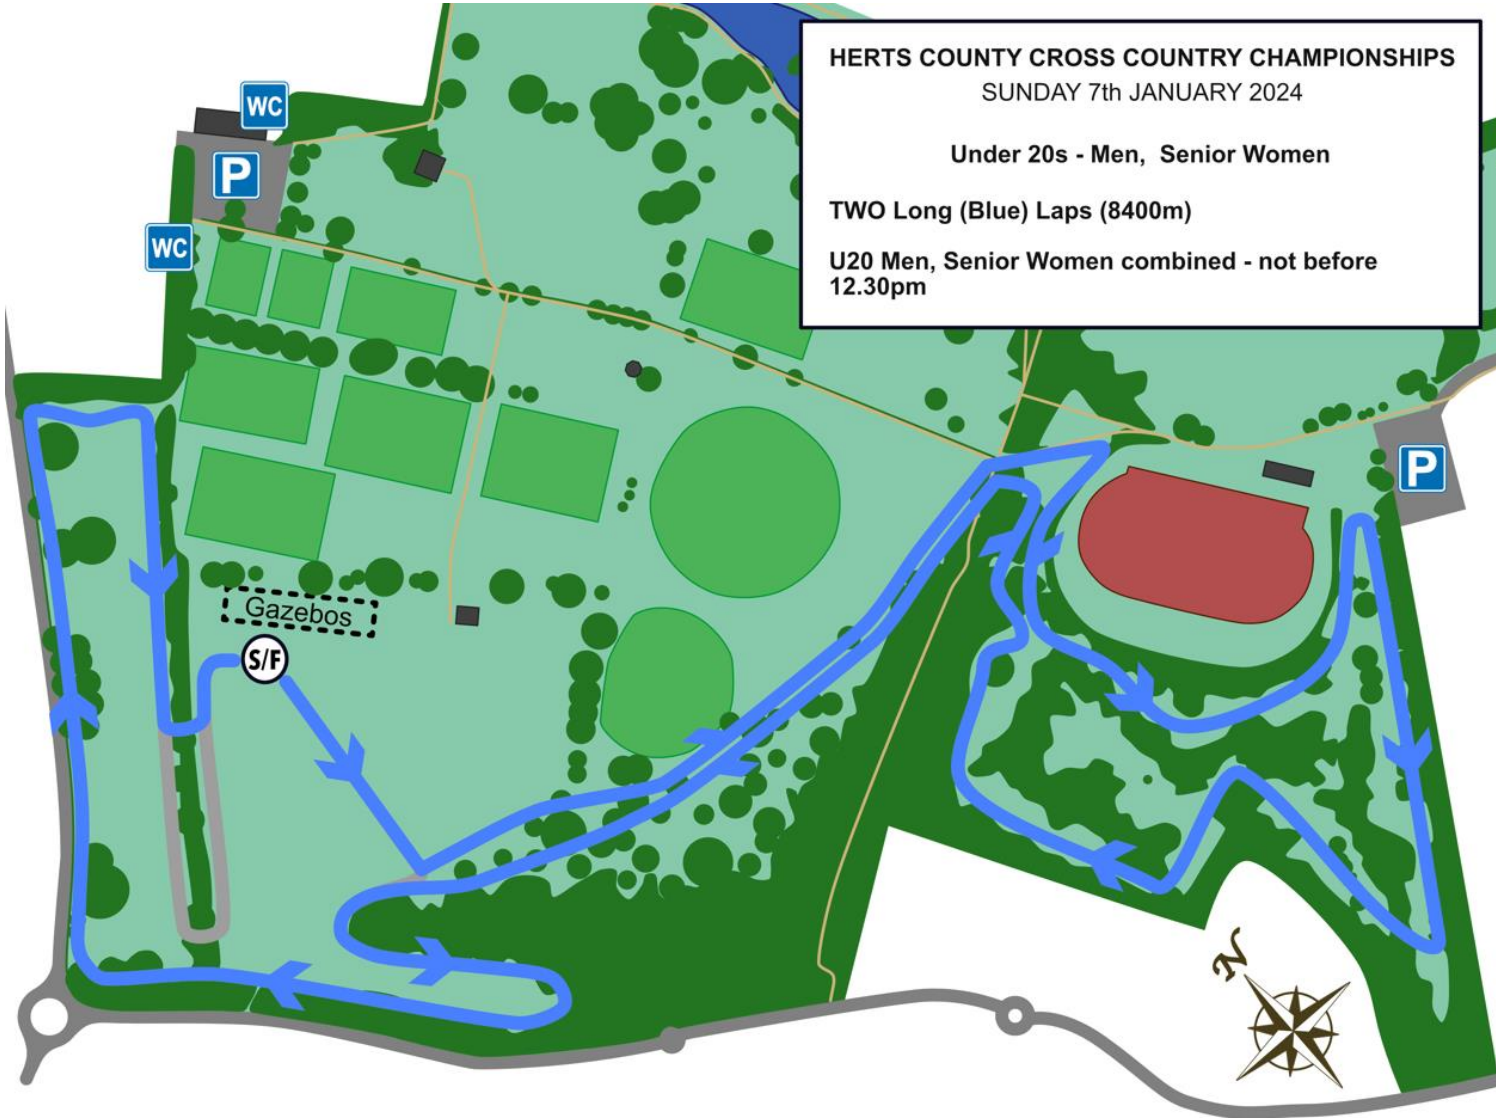 HERTS COUNTY CROSS COUNTRY CHAMPIONSHIPS
SUNDAY 7th JANUARY 2024
Under 20s - Men, Senior Women
TWO Long (Blue) Laps (8400m)
U20 Men, Senior Women combined - not before
12.30pm
WC
P
WC
P
Gazebos
S/F
N